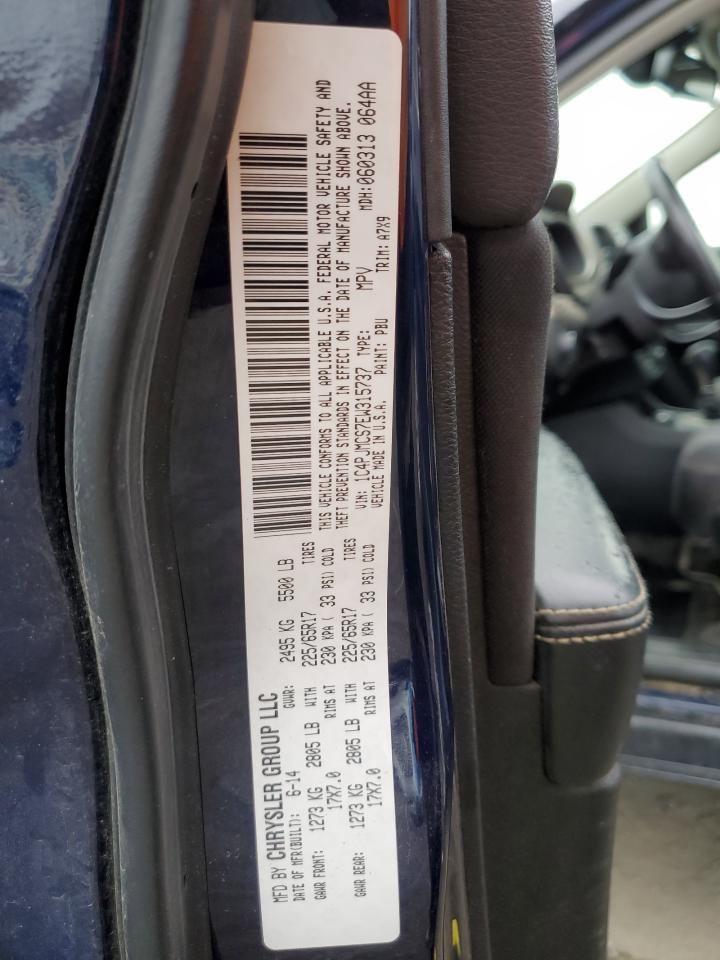 MFD BY CHRYSLER GROUP LLC
DATE OF MFR(BUILT): 6-14 GVWR: 2495 KG 5500 LB
GAWR FRONT: 1273 KG 2805 LB WITH 225/65R17 TIRES
17X7.0 RIMS AT 230 KPA ( 33 PSI) COLD
GAWR REAR: 1273 KG 2805 LB WITH 225/65R17 TIRES
17X7.0 RIMS AT 230 KPA ( 33 PSI) COLD
THIS VEHICLE CONFORMS TO ALL APPLICABLE U.S.A. FEDERAL MOTOR VEHICLE SAFETY AND
THEFT PREVENTION STANDARDS IN EFFECT ON THE DATE OF MANUFACTURE SHOWN ABOVE.
VIN: 1C4PJMCS7EW315737 TYPE: MPV MDH:060313 064AA
VEHICLE MADE IN U.S.A. PAINT: PBU TRIM: A7X9